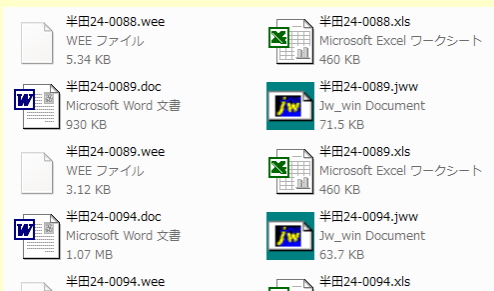 半田24-0088.wee
WEE ファイル
5.34 KB
半田24-0088.xls
Microsoft Excel ワークシート
460 KB
半田24-0089.doc
Microsoft Word 文書
930 KB
半田24-0089.jww
Jw_win Document
71.5 KB
半田24-0089.wee
WEE ファイル
3.12 KB
半田24-0089.xls
Microsoft Excel ワークシート
460 KB
半田24-0094.doc
Microsoft Word 文書
1.07 MB
半田24-0094.jww
Jw_win Document
63.7 KB
半田24-0094.wee
半田24-0094.xls